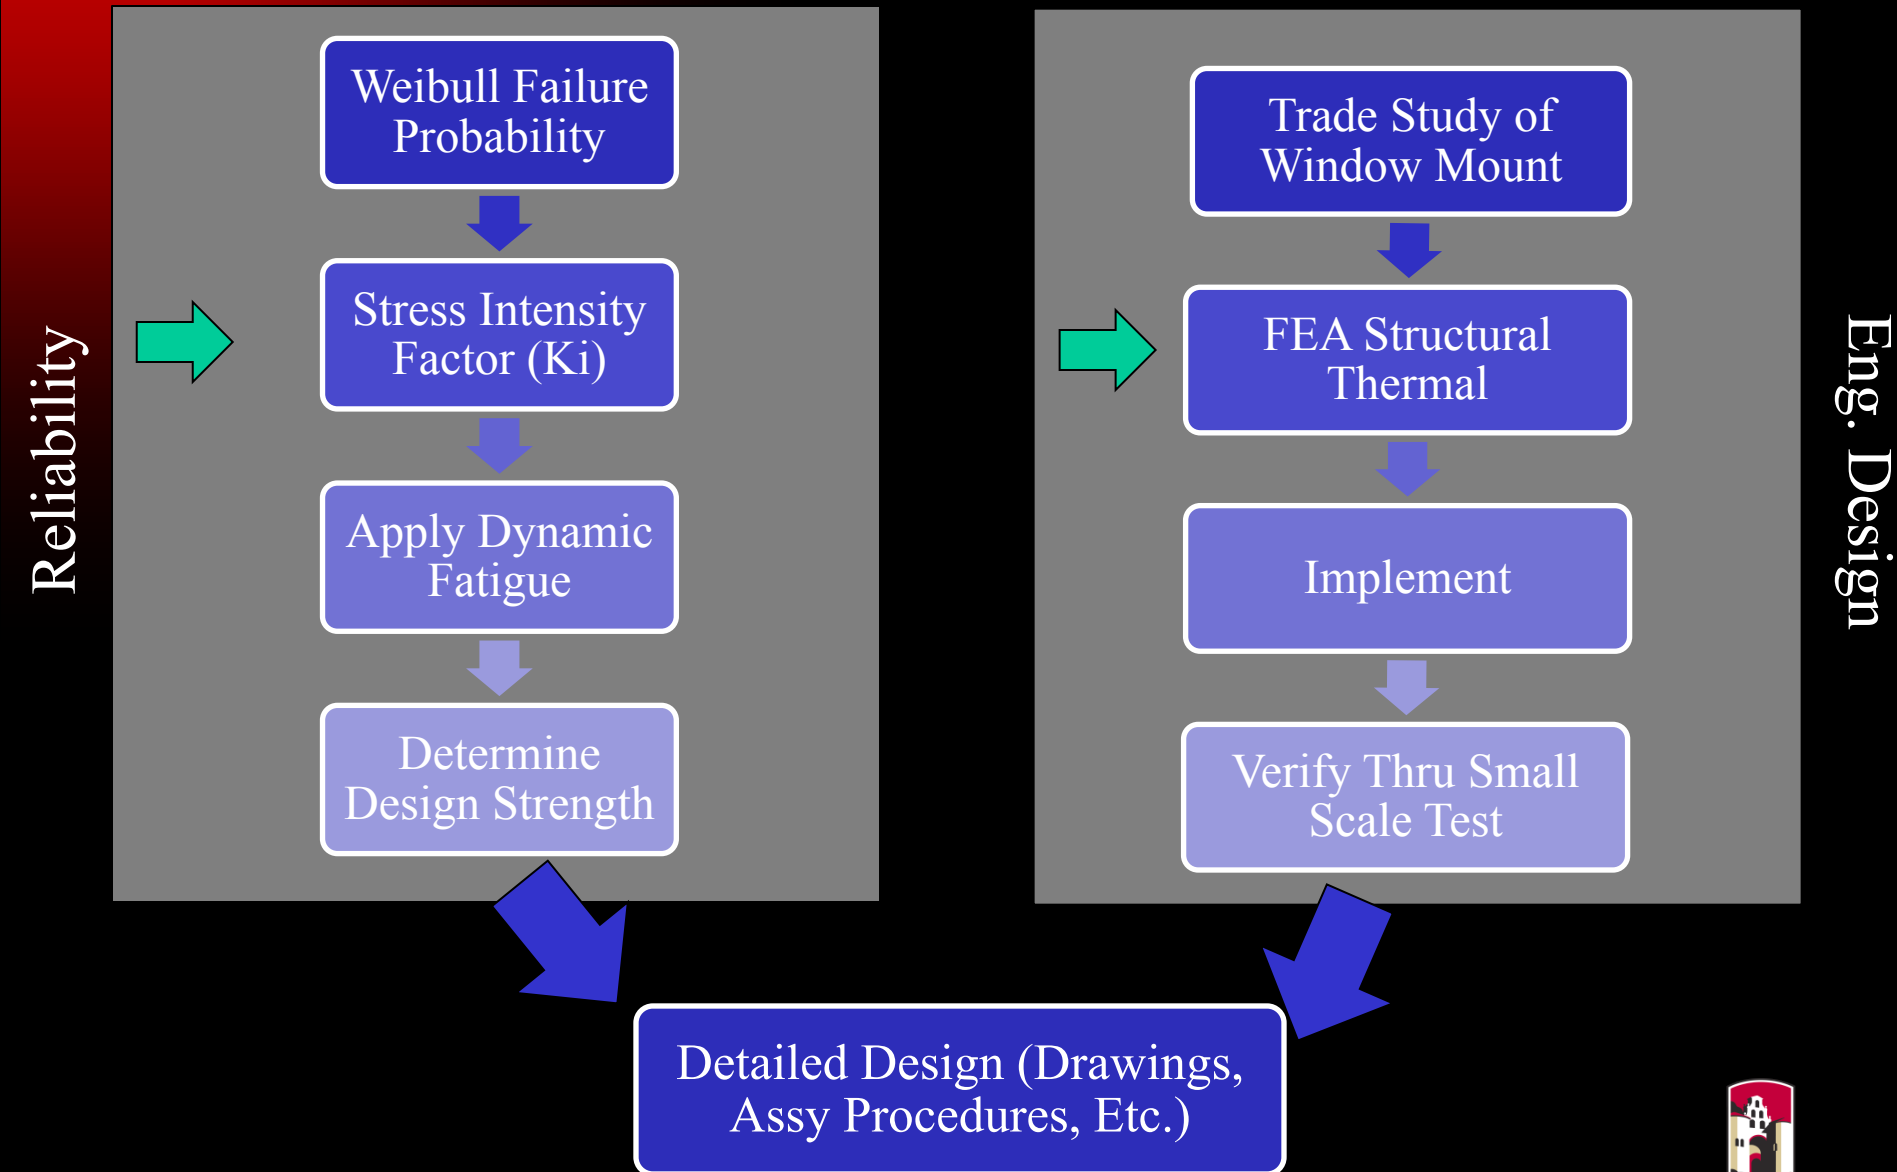 Reliability
Weibull Failure
Probability
Stress Intensity
Factor (Ki)
Apply Dynamic
Fatigue
Determine
Design Strength
Trade Study of
Window Mount
FEA Structural
Thermal
Implement
Verify Thru Small
Scale Test
Eng. Design
Detailed Design (Drawings,
Assy Procedures, Etc.)